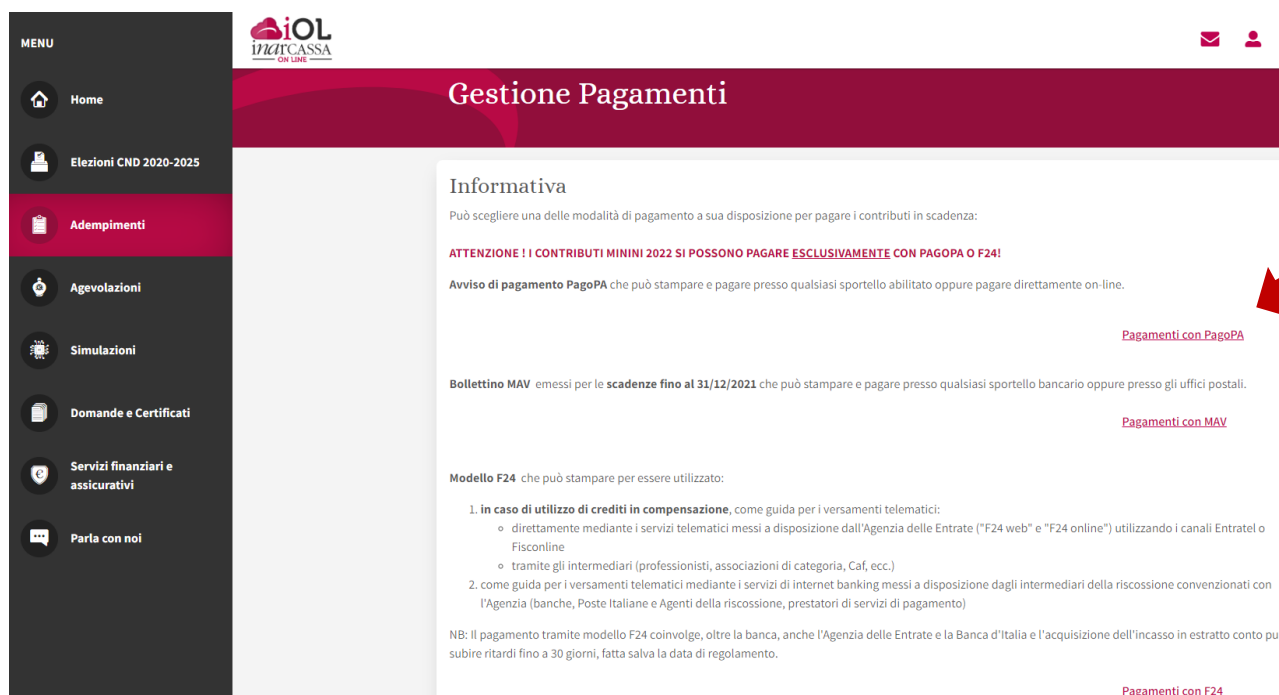 MENU
Home
Elezioni CND 2020-2025
Adempimenti
Agevolazioni
Simulazioni
Domande e Certificati
Servizi finanziari e
assicurativi
Parla con noi
iOL
inarCASSA
ON LINE
Gestione Pagamenti
Informativa
Può scegliere una delle modalità di pagamento a sua disposizione per pagare i contributi in scadenza:
ATTENZIONE ! I CONTRIBUTI MININI 2022 SI POSSONO PAGARE ESCLUSIVAMENTE CON PAGOPA O F24!
Avviso di pagamento PagoPA che può stampare e pagare presso qualsiasi sportello abilitato oppure pagare direttamente on-line.
Pagamenti con PagoPA
Bollettino MAV emessi per le scadenze fino al 31/12/2021 che può stampare e pagare presso qualsiasi sportello bancario oppure presso gli uffici postali.
Pagamenti con MAV
Modello F24 che può stampare per essere utilizzato:
1. in caso di utilizzo di crediti in compensazione, come guida per i versamenti telematici:
direttamente mediante i servizi telematici messi a disposizione dall'Agenzia delle Entrate ("F24 web" e "F24 online") utilizzando i canali Entratel o
Fisconline
tramite gli intermediari (professionisti, associazioni di categoria, Caf, ecc.)
2. come guida per i versamenti telematici mediante i servizi di internet banking messi a disposizione dagli intermediari della riscossione convenzionati con
l'Agenzia (banche, Poste Italiane e Agenti della riscossione, prestatori di servizi di pagamento)
NB: Il pagamento tramite modello F24 coinvolge, oltre la banca, anche l'Agenzia delle Entrate e la Banca d'Italia e l'acquisizione dell'incasso in estratto conto pu
subire ritardi fino a 30 giorni, fatta salva la data di regolamento.
Pagamenti con F24